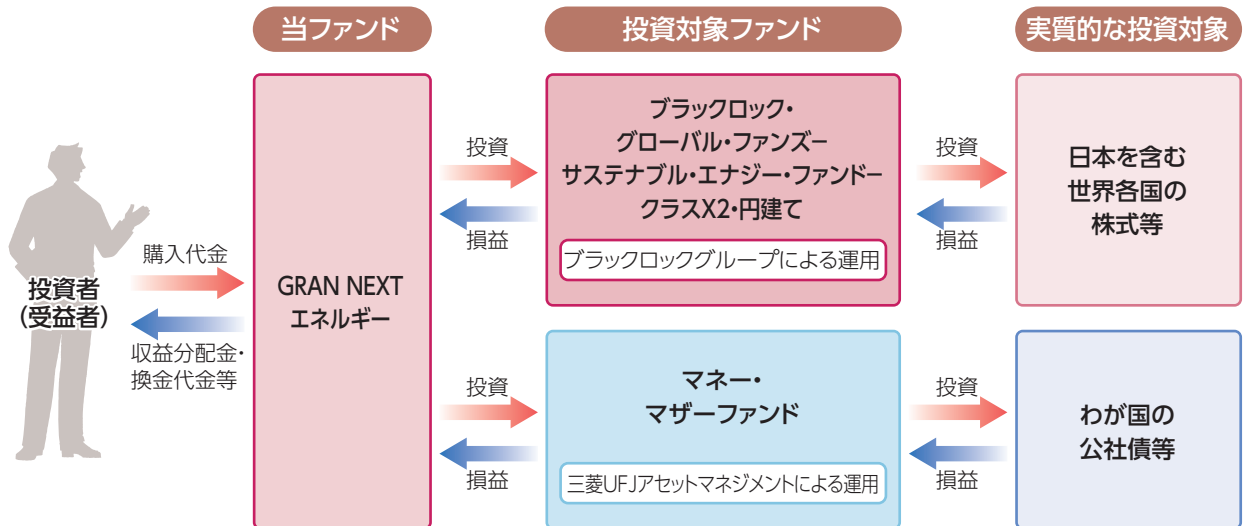 当ファンド
投資対象ファンド
実質的な投資対象
投資者
(受益者)
購入代金
収益分配金・
換金代金等
GRAN NEXT
エネルギー
投資
損益
ブラックロック・
グローバル・ファンズー
サステナブル・エナジー・ファンドー
クラスX2・円建て
ブラックロックグループによる運用
投資
損益
日本を含む
世界各国の
株式等
投資
損益
マネー・
マザーファンド
三菱UFJアセットマネジメントによる運用
投資
損益
わが国の
公社債等